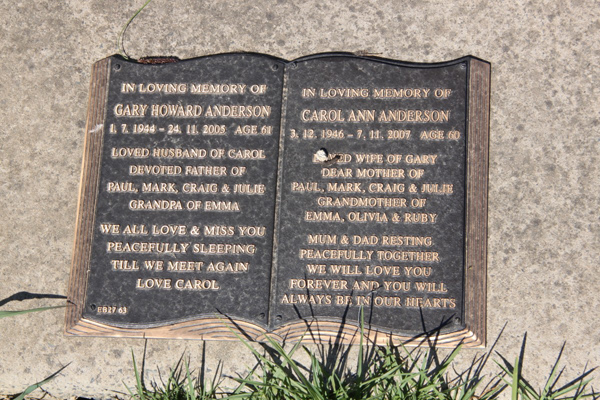 IN LOVING MEMORY OF
GARY HOWARD ANDERSON
1. 7. 1944 – 24. 11. 2005 AGE 61
LOVED HUSBAND OF CAROL
DEVOTED FATHER OF
PAUL, MARK, CRAIG & JULIE
GRANDPA OF EMMA
WE ALL LOVE & MISS YOU
PEACEFULLY SLEEPING
TILL WE MEET AGAIN
LOVE CAROL
EB27 63
IN LOVING MEMORY OF
CAROL ANN ANDERSON
3. 12. 1946 – 7. 11. 2007 AGE 60
WIFE OF GARY
DEAR MOTHER OF
PAUL, MARK, CRAIG & JULIE
GRANDMOTHER OF
EMMA, OLIVIA & RUBY
MUM & DAD RESTING
PEACEFULLY TOGETHER
WE WILL LOVE YOU
FOREVER AND YOU WILL
ALWAYS BE IN OUR HEARTS